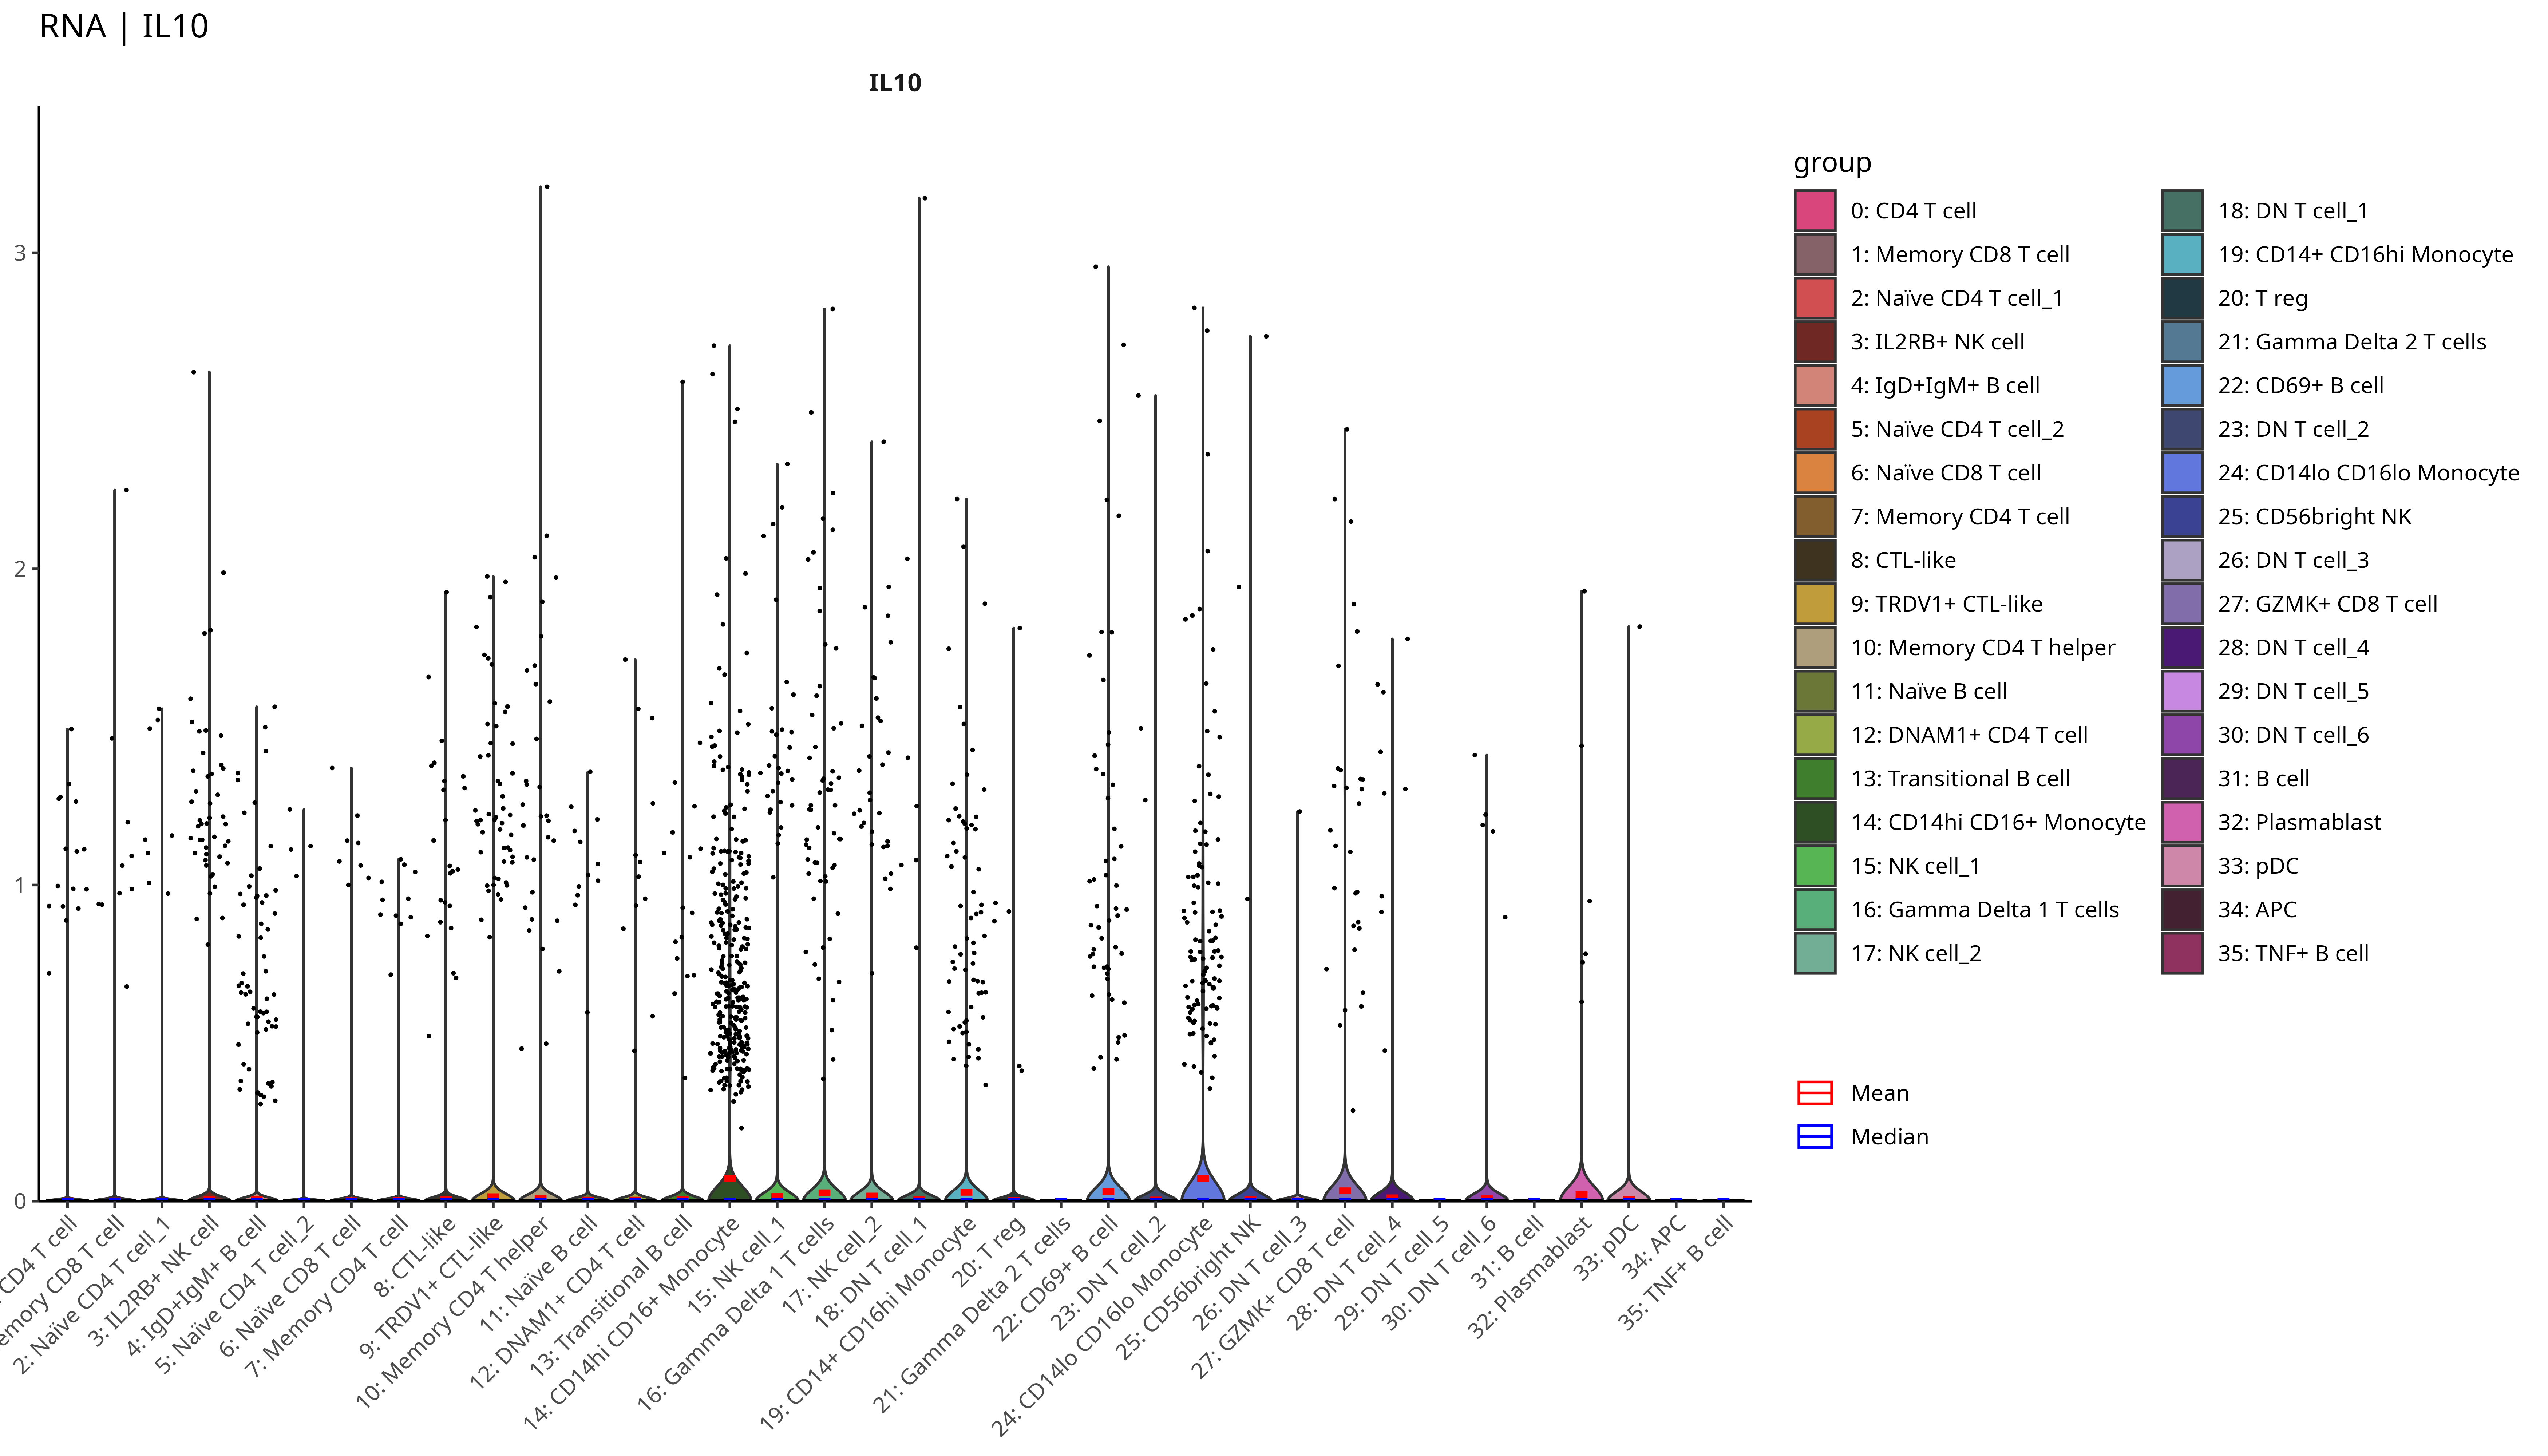 RNA | IL10
IL10
3
2
1
0
CD4 T cell
Memory CD8 T cell
2: Naïve CD4 T cell_1
3: IL2RB+ NK cell
4: IgD+IgM+ B cell
5: Naïve CD4 T cell_2
6: Naïve CD8 T cell
7: Memory CD4 T cell
8: CTL-like
9: TRDV1+ CTL-like
10: Memory CD4 T helper
11: Naïve B cell
12: DNAM1+ CD4 T cell
13: Transitional B cell
14: CD14hi CD16+ Monocyte
15: NK cell_1
16: Gamma Delta 1 T cells
17: NK cell_2
18: DN T cell_1
19: CD14+ CD16hi Monocyte
20: T reg
21: Gamma Delta 2 T cells
22: CD69+ B cell
23: DN T cell_2
24: CD14lo CD16lo Monocyte
25: CD56bright NK
26: DN T cell_3
27: GZMK+ CD8 T cell
28: DN T cell_4
29: DN T cell_5
30: DN T cell_6
31: B cell
32: Plasmablast
33: pDC
34: APC
35: TNF+ B cell
group
0: CD4 T cell
1: Memory CD8 T cell
2: Naïve CD4 T cell_1
3: IL2RB+ NK cell
4: IgD+IgM+ B cell
5: Naïve CD4 T cell_2
6: Naïve CD8 T cell
7: Memory CD4 T cell
8: CTL-like
9: TRDV1+ CTL-like
10: Memory CD4 T helper
11: Naïve B cell
12: DNAM1+ CD4 T cell
13: Transitional B cell
14: CD14hi CD16+ Monocyte
15: NK cell_1
16: Gamma Delta 1 T cells
17: NK cell_2
18: DN T cell_1
19: CD14+ CD16hi Monocyte
20: T reg
21: Gamma Delta 2 T cells
22: CD69+ B cell
23: DN T cell_2
24: CD14lo CD16lo Monocyte
25: CD56bright NK
26: DN T cell_3
27: GZMK+ CD8 T cell
28: DN T cell_4
29: DN T cell_5
30: DN T cell_6
31: B cell
32: Plasmablast
33: pDC
34: APC
35: TNF+ B cell
Mean
Median